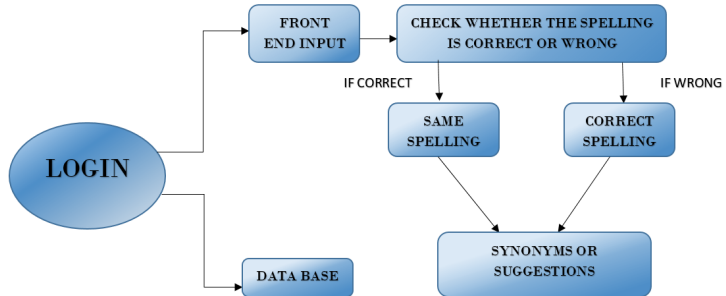 FRONT
END INPUT
CHECK WHETHER THE SPELLING
IS CORRECT OR WRONG
IF CORRECT
IF WRONG
SAME
SPELLING
CORRECT
SPELLING
LOGIN
SYNONYMS OR
SUGGESTIONS
DATA BASE